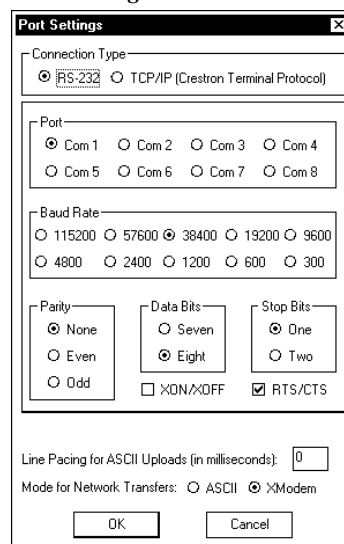 Port Settings
Connection Type
RS-232 TCP/IP (Crestron Terminal Protocol)
Port
Com 1 Com 2 Com 3 Com 4
Com 5 Com 6 Com 7 Com 8
Baud Rate
115200 57600 38400 19200 9600
4800 2400 1200 600 300
Parity Data Bits Stop Bits
None Seven One
Even Eight Two
Odd XON/XOFF RTS/CTS
Line Pacing for ASCII Uploads (in milliseconds): 0
Mode for Network Transfers: ASCII XModem
OK Cancel